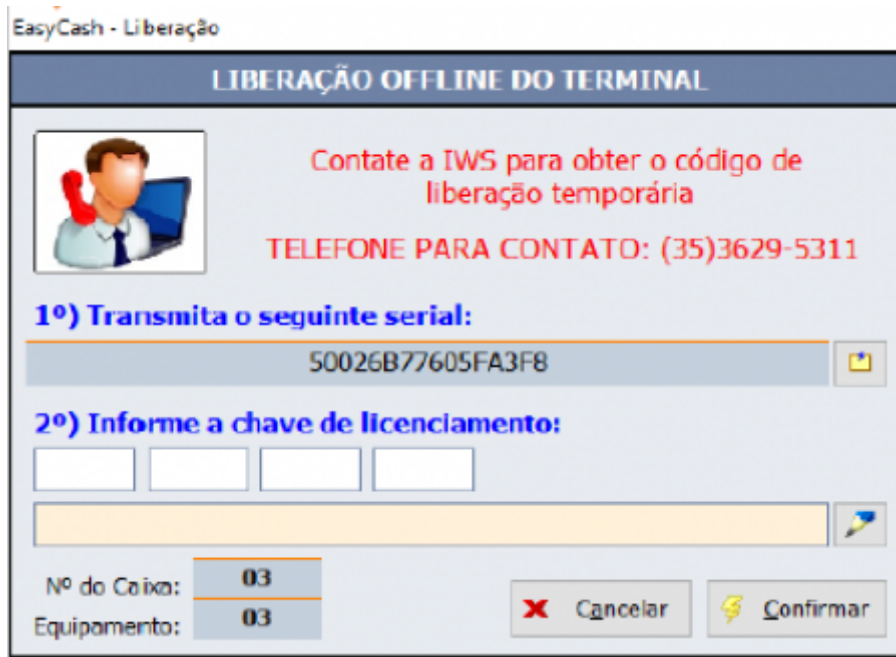 EasyCash - Liberação
LIBERAÇÃO OFFLINE DO TERMINAL
Contate a IWS para obter o código de
liberação temporária
TELEFONE PARA CONTATO: (35)3629-5311
1º) Transmita o seguinte serial:
50026B77605FA3F8
2º) Informe a chave de licenciamento:
Nº do Caixa: 03
Equipamento: 03
Cancelar
Confirmar